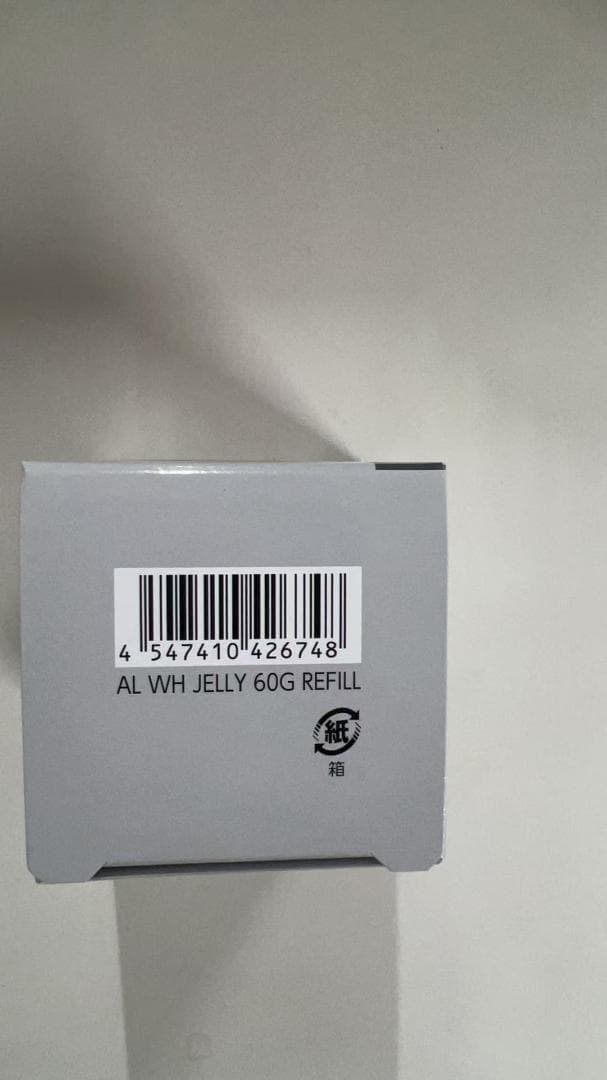 4 547410 426748
AL WH JELLY 60G REFILL
紙
箱